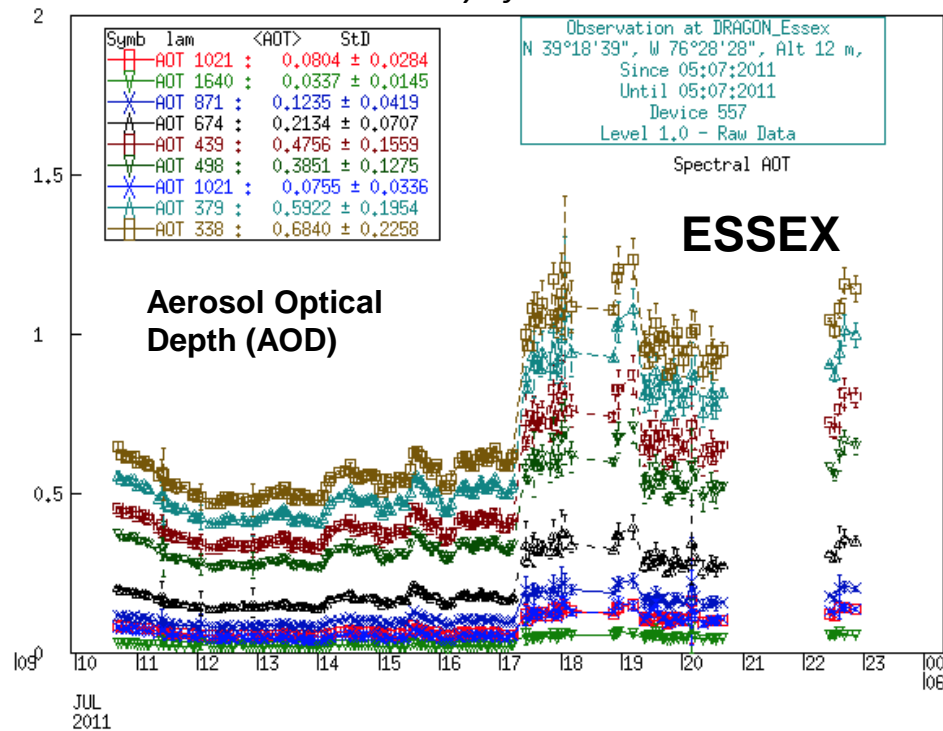 2
Symb lam <AOT> StD
AOT 1021 : 0.0804 ± 0.0284
AOT 1640 : 0.0337 ± 0.0145
AOT 871 : 0.1235 ± 0.0419
AOT 674 : 0.2134 ± 0.0707
AOT 439 : 0.4756 ± 0.1559
AOT 498 : 0.3851 ± 0.1275
AOT 1021 : 0.0755 ± 0.0336
AOT 379 : 0.5922 ± 0.1954
AOT 338 : 0.6840 ± 0.2258
Observation at DRAGON_Essex
N 39°18'39", W 76°28'28", Alt 12 m,
Since 05:07:2011
Until 05:07:2011
Device 557
Level 1.0 - Raw Data
Spectral AOT
1.5
ESSEX
Aerosol Optical
Depth (AOD)
1
0.5
0
09 10 11 12 13 14 15 16 17 18 19 20 21 22 23 00
06
JUL
2011